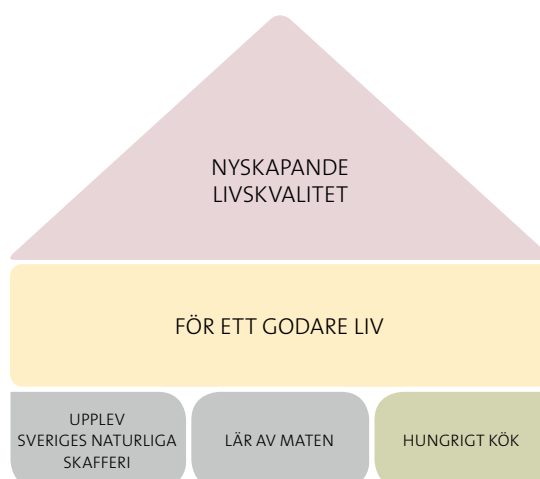 NYSKAPANDE
LIVSKVALITET
FÖR ETT GODARE LIV
UPPLEV
SVERIGES NATURLIGA
SKAFFERI
LÄR AV MATEN
HUNGRIGT KÖK